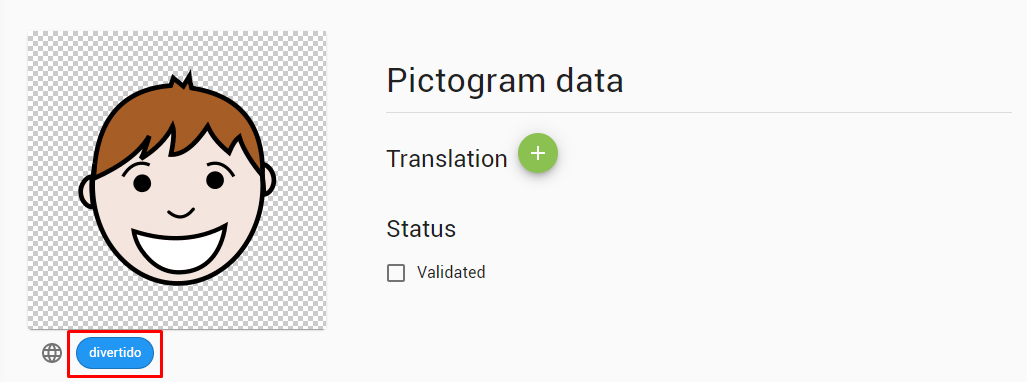 Pictogram data
Translation
Status
Validated
divertido